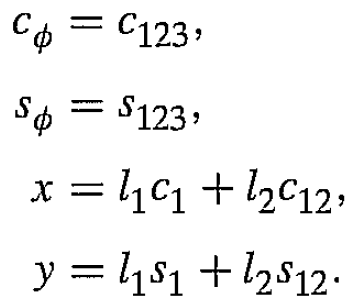 c_ϕ = c_123,
s_ϕ = s_123,
x = l_1c_1 + l_2c_12,
y = l_1s_1 + l_2s_12.